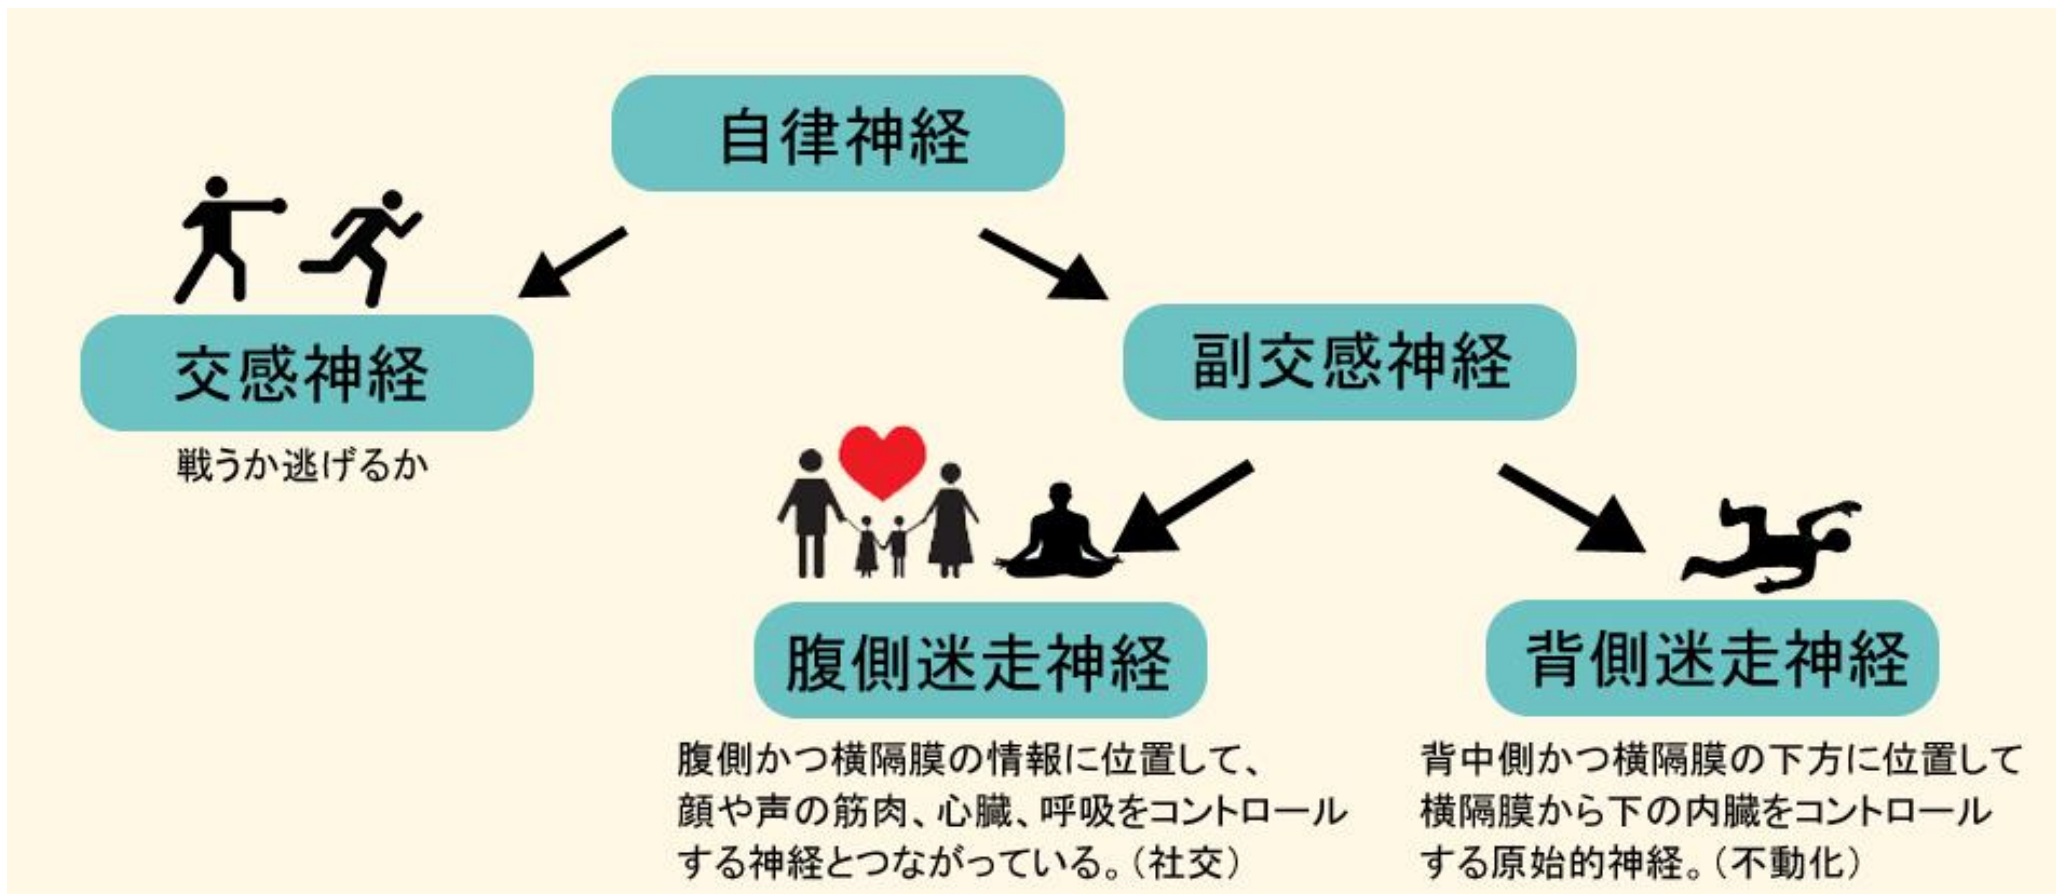 自律神経
交感神経
戦うか逃げるか
副交感神経
腹側迷走神経
腹側かつ横隔膜の情報に位置して、
顔や声の筋肉、心臓、呼吸をコントロール
する神経とつながっている。(社交)
背側迷走神経
背中側かつ横隔膜の下方に位置して
横隔膜から下の内臓をコントロール
する原始的神経。(不動化)